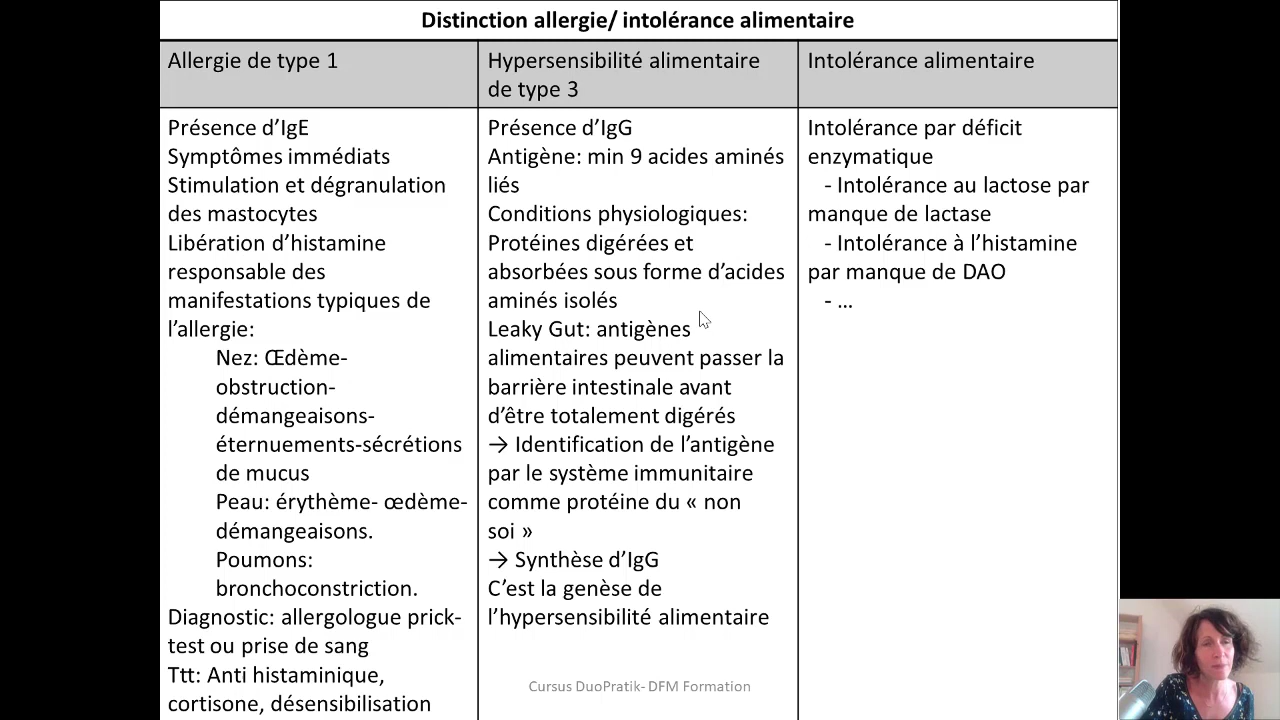 Distinction allergie/ intolérance alimentaire
Allergie de type 1
Hypersensibilité alimentaire
de type 3
Intolérance alimentaire
Présence d’IgE
Symptômes immédiats
Stimulation et dégranulation
des mastocytes
Libération d’histamine
responsable des
manifestations typiques de
l’allergie:
Nez: Œdème-
obstruction-
démangeaisons-
éternuements-sécrétions
de mucus
Peau: érythème- œdème-
démangeaisons.
Poumons:
bronchoconstriction.
Diagnostic: allergologue prick-
test ou prise de sang
Ttt: Anti histaminique,
cortisone, désensibilisation
Présence d’IgG
Antigène: min 9 acides aminés
liés
Conditions physiologiques:
Protéines digérées et
absorbées sous forme d’acides
aminés isolés
Leaky Gut: antigènes
alimentaires peuvent passer la
barrière intestinale avant
d’être totalement digérés
→ Identification de l’antigène
par le système immunitaire
comme protéine du « non
soi »
→ Synthèse d’IgG
C’est la genèse de
l’hypersensibilité alimentaire
Intolérance par déficit
enzymatique
- Intolérance au lactose par
manque de lactase
- Intolérance à l’histamine
par manque de DAO
- …
Cursus DuoPratik- DFM Formation